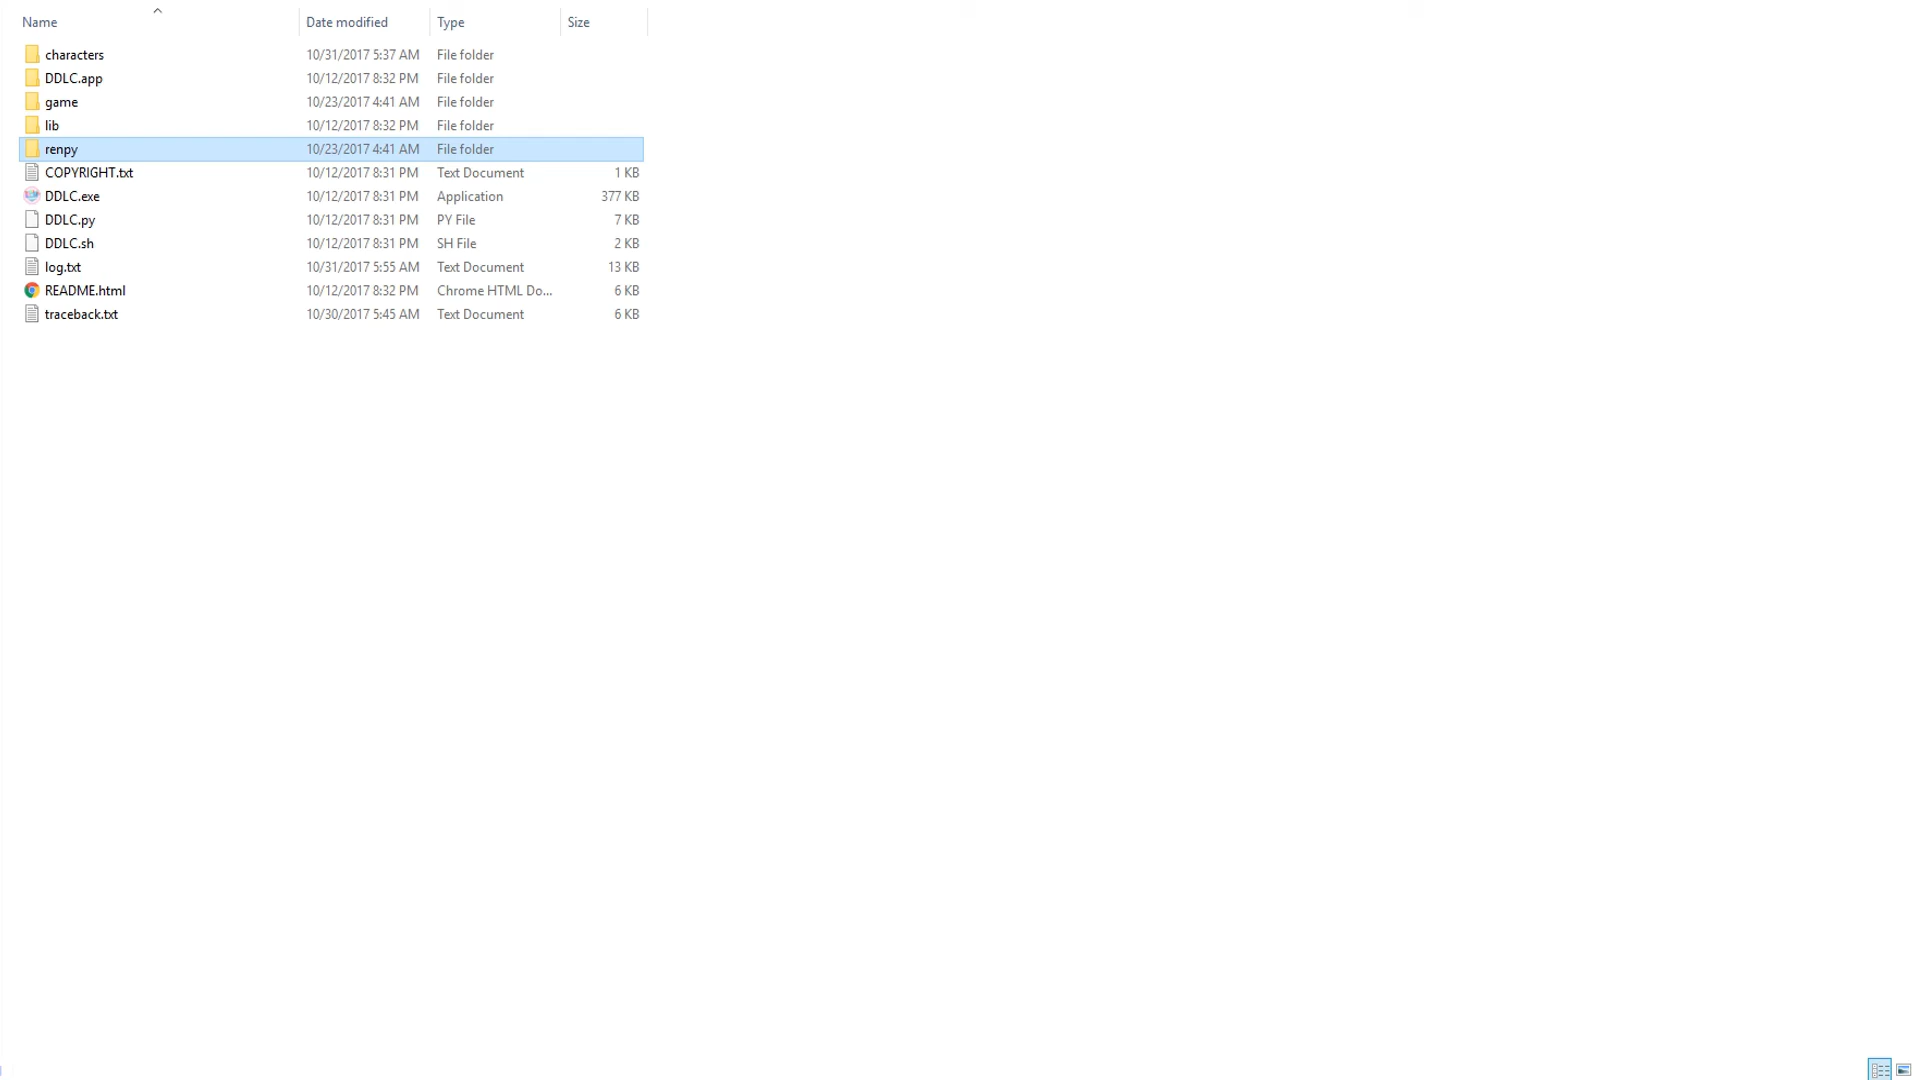 Name Date modified Type Size
characters 10/31/2017 5:37 AM File folder
DDLC.app 10/12/2017 8:32 PM File folder
game 10/23/2017 4:41 AM File folder
lib 10/12/2017 8:32 PM File folder
renpy 10/23/2017 4:41 AM File folder
COPYRIGHT.txt 10/12/2017 8:31 PM Text Document 1 KB
DDLC.exe 10/12/2017 8:31 PM Application 377 KB
DDLC.py 10/12/2017 8:31 PM PY File 7 KB
DDLC.sh 10/12/2017 8:31 PM SH File 2 KB
log.txt 10/31/2017 5:55 AM Text Document 13 KB
README.html 10/12/2017 8:32 PM Chrome HTML Do... 6 KB
traceback.txt 10/30/2017 5:45 AM Text Document 6 KB